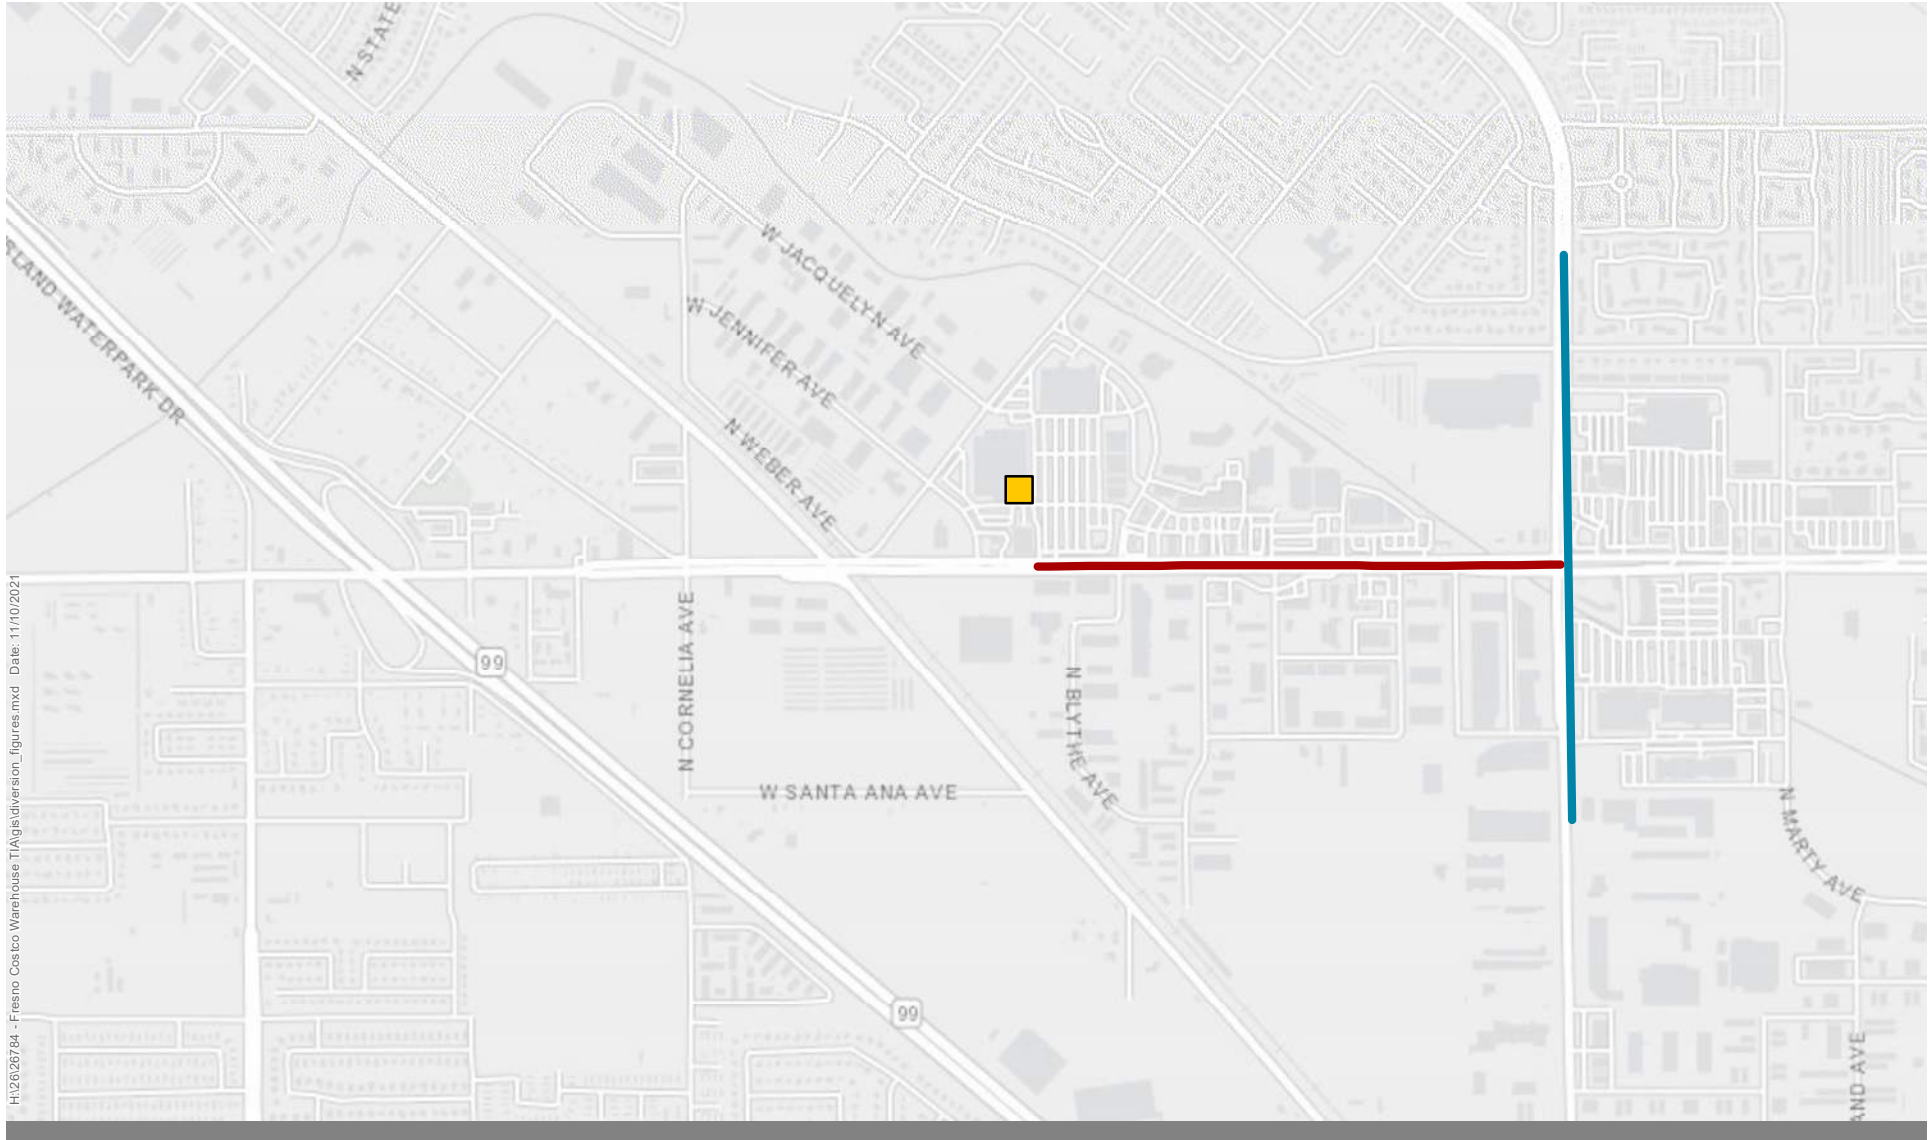 N STATE
W JACQUELYN AVE
RLAND WATERPARK DR
W JENNIFER AVE
N WEBER AVE
99
N CORNELIA AVE
N BLYTHE AVE
W SANTA ANA AVE
N MARTY AVE
99
AND AVE
H:\26\26784 - Fresno Costco Warehouse TIA\gis\diversion_figures.mxd Date: 11/10/2021